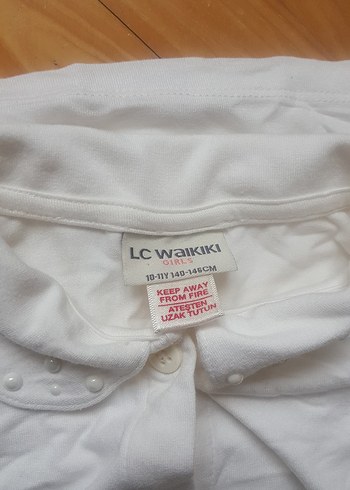 LC WAIKIKI
GIRLS
10-11Y 140-146CM
KEEP AWAY
FROM FIRE
ATEŞTEN
UZAK TUTUN